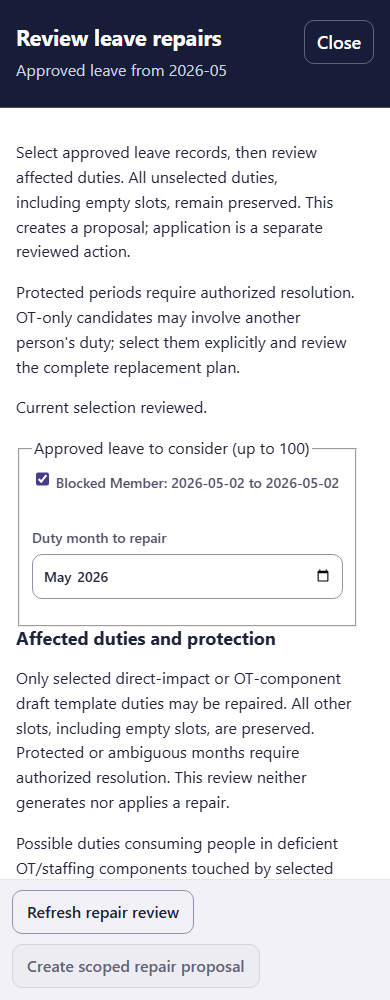 Review leave repairs
Close
Approved leave from 2026-05
Select approved leave records, then review
affected duties. All unselected duties,
including empty slots, remain preserved. This
creates a proposal; application is a separate
reviewed action.
Protected periods require authorized resolution.
OT-only candidates may involve another
person's duty; select them explicitly and review
the complete replacement plan.
Current selection reviewed.
Approved leave to consider (up to 100)
Blocked Member: 2026-05-02 to 2026-05-02
Duty month to repair
May 2026
Affected duties and protection
Only selected direct-impact or OT-component
draft template duties may be repaired. All other
slots, including empty slots, are preserved.
Protected or ambiguous months require
authorized resolution. This review neither
generates nor applies a repair.
Possible duties consuming people in deficient
OT/staffing components touched by selected
Refresh repair review
Create scoped repair proposal